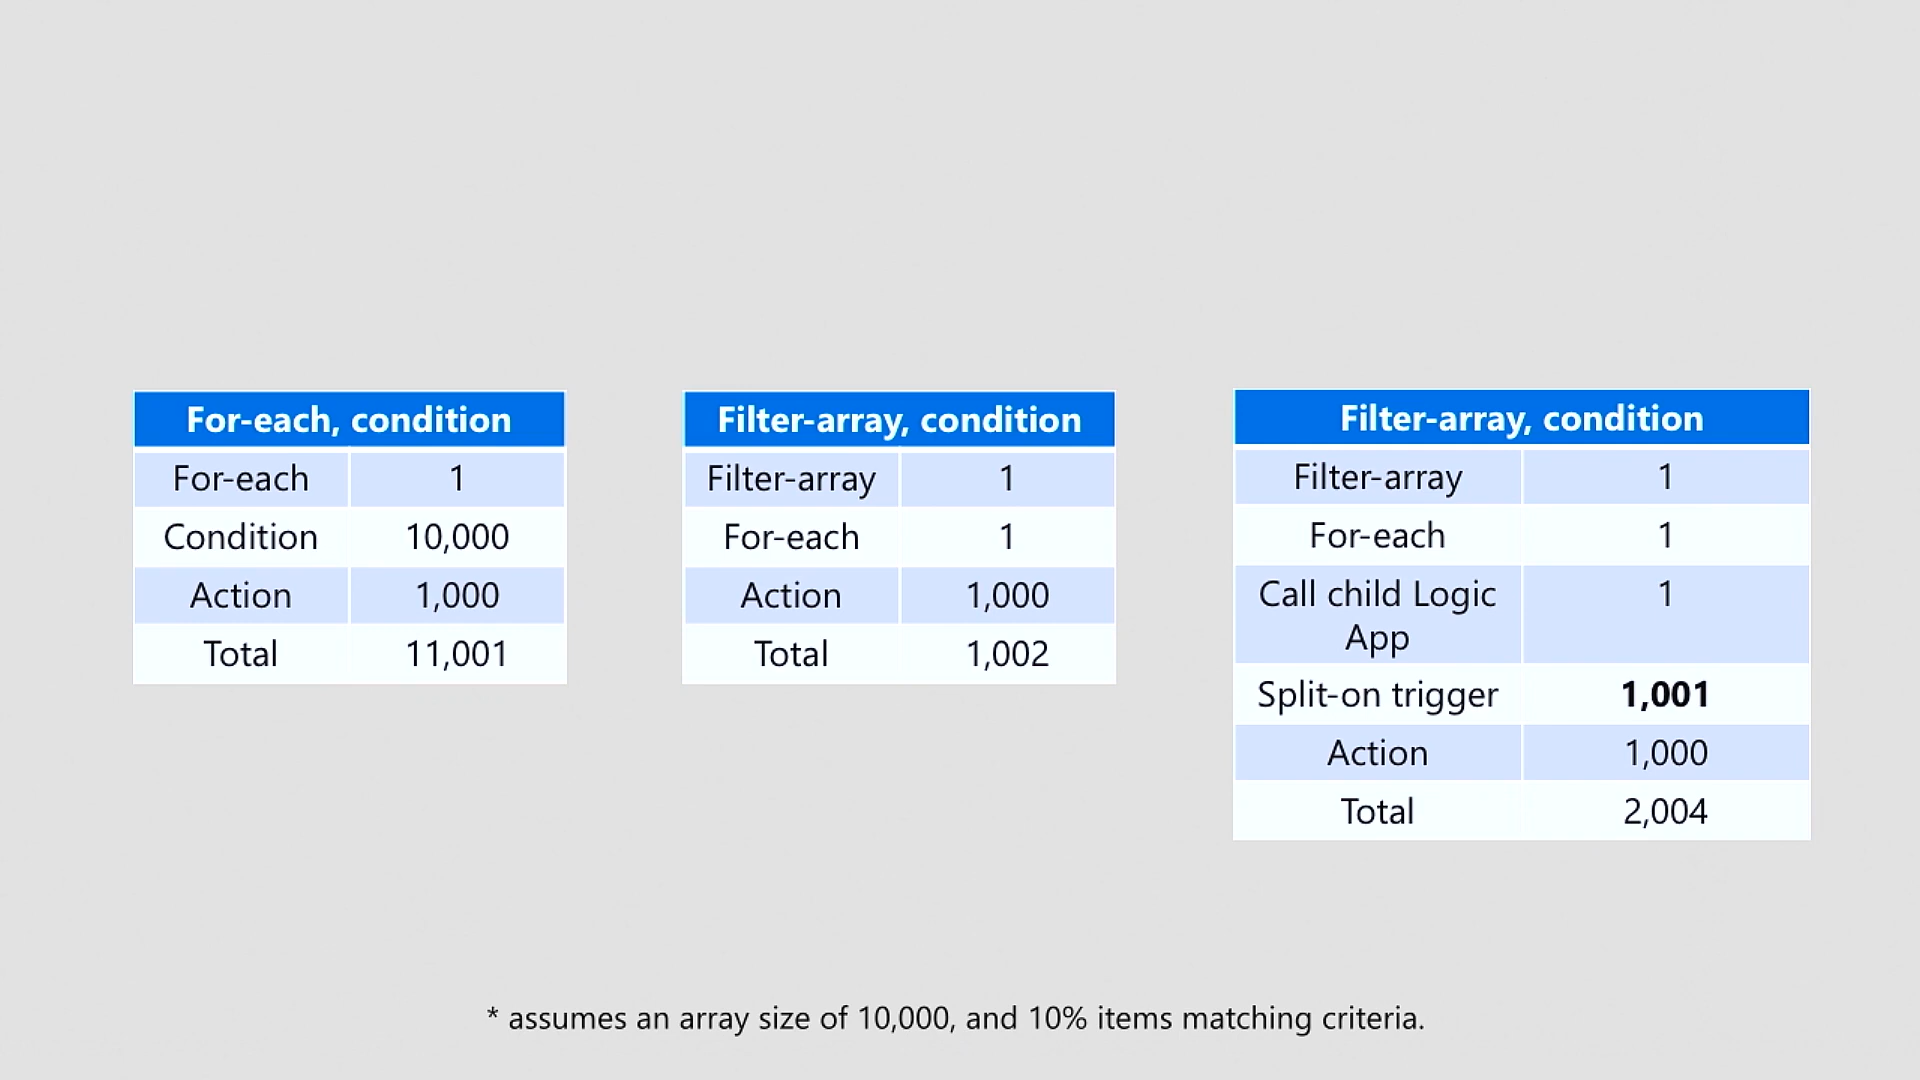 For-each, condition
For-each 1
Condition 10,000
Action 1,000
Total 11,001
Filter-array, condition
Filter-array 1
For-each 1
Action 1,000
Total 1,002
Filter-array, condition
Filter-array 1
For-each 1
Call child Logic 1
App
Split-on trigger 1,001
Action 1,000
Total 2,004
* assumes an array size of 10,000, and 10% items matching criteria.